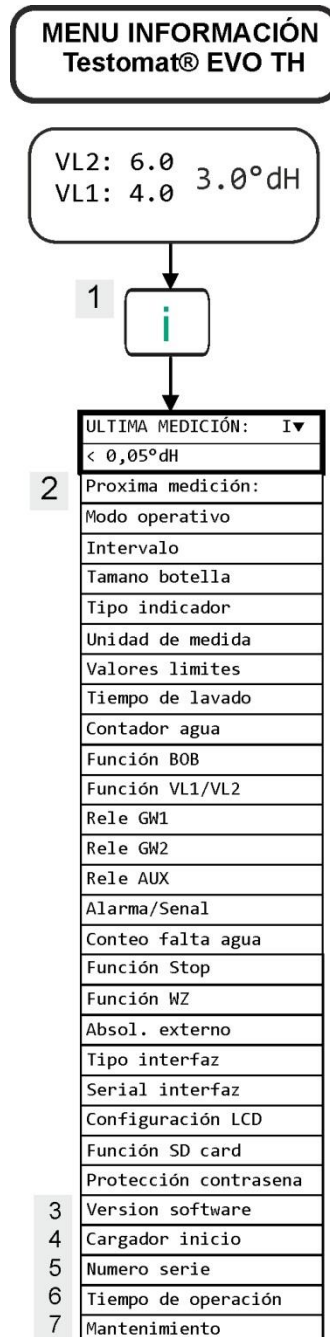 MENU INFORMACIÓN
Testomat® EVO TH
VL2: 6.0
VL1: 4.0
3.0°dH
1
i
ULTIMA MEDICIÓN: I▼
< 0,05°dH
2 Proxima medición:
Modo operativo
Intervalo
Tamano botella
Tipo indicador
Unidad de medida
Valores limites
Tiempo de lavado
Contador agua
Función BOB
Función VL1/VL2
Rele GW1
Rele GW2
Rele AUX
Alarma/Senal
Conteo falta agua
Función Stop
Función WZ
Absol. externo
Tipo interfaz
Serial interfaz
Configuración LCD
Función SD card
Protección contrasena
3 Version software
4 Cargador inicio
5 Numero serie
6 Tiempo de operación
7 Mantenimiento